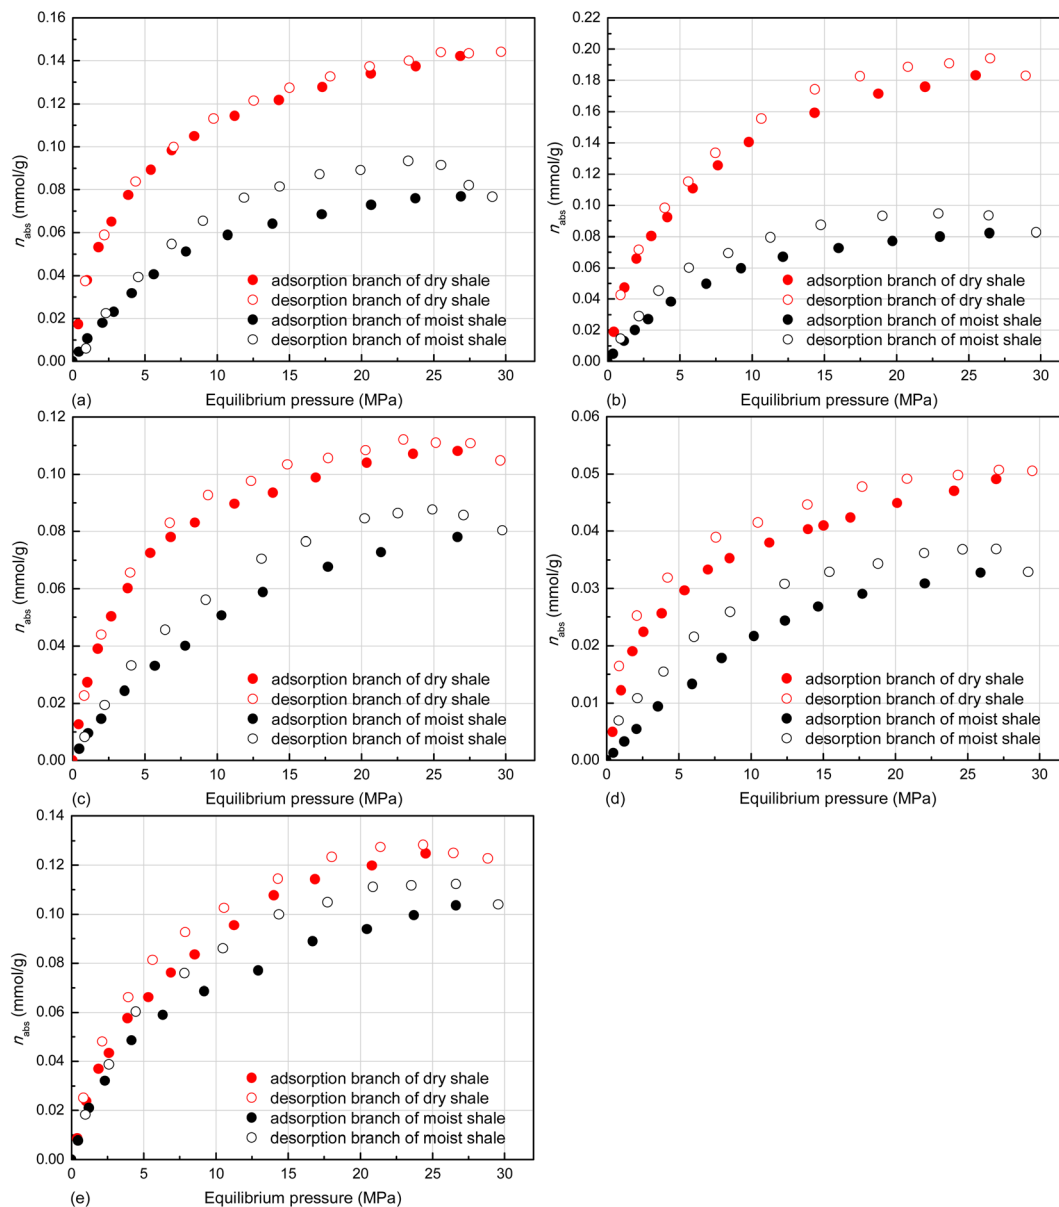 0.16
0.14
0.12
0.10
0.08
0.06
0.04
0.02
0.00
n_abs (mmol/g)
adsorption branch of dry shale
desorption branch of dry shale
adsorption branch of moist shale
desorption branch of moist shale
0 5 10 15 20 25 30
(a) Equilibrium pressure (MPa)
0.22
0.20
0.18
0.16
0.14
0.12
0.10
0.08
0.06
0.04
0.02
0.00
n_abs (mmol/g)
adsorption branch of dry shale
desorption branch of dry shale
adsorption branch of moist shale
desorption branch of moist shale
0 5 10 15 20 25 30
(b) Equilibrium pressure (MPa)
0.12
0.10
0.08
0.06
0.04
0.02
0.00
n_abs (mmol/g)
adsorption branch of dry shale
desorption branch of dry shale
adsorption branch of moist shale
desorption branch of moist shale
0 5 10 15 20 25 30
(c) Equilibrium pressure (MPa)
0.06
0.05
0.04
0.03
0.02
0.01
0.00
n_abs (mmol/g)
adsorption branch of dry shale
desorption branch of dry shale
adsorption branch of moist shale
desorption branch of moist shale
0 5 10 15 20 25 30
(d) Equilibrium pressure (MPa)
0.14
0.12
0.10
0.08
0.06
0.04
0.02
0.00
n_abs (mmol/g)
adsorption branch of dry shale
desorption branch of dry shale
adsorption branch of moist shale
desorption branch of moist shale
0 5 10 15 20 25 30
(e) Equilibrium pressure (MPa)